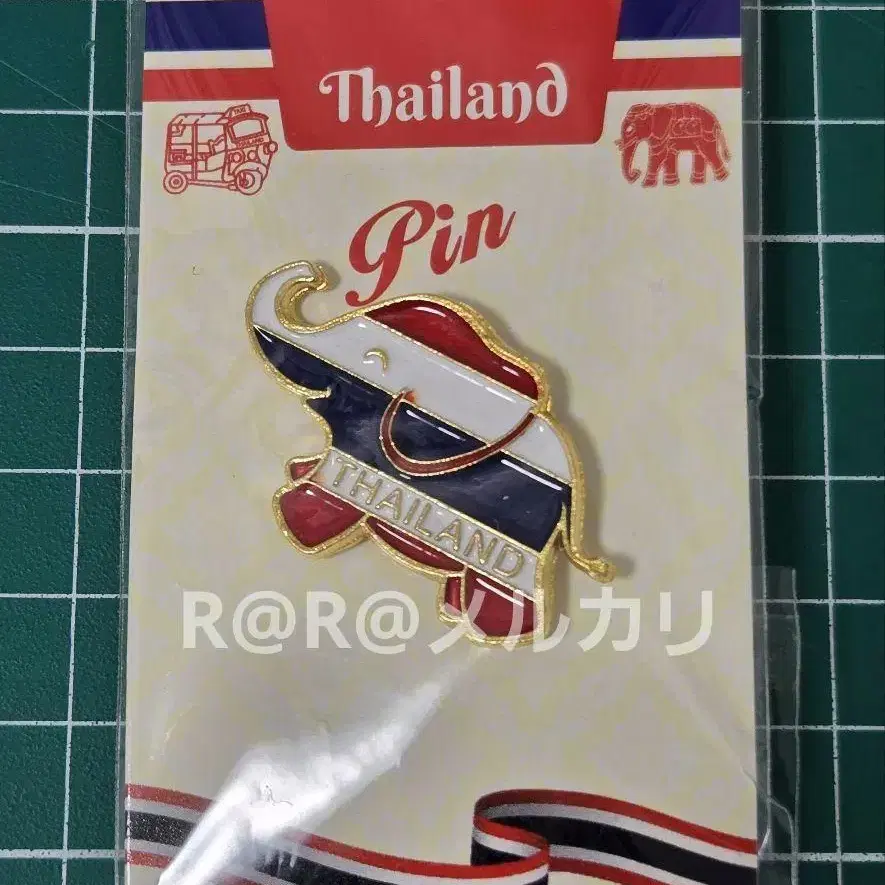 Thailand
Pin
THAILAND
R@R@メルカリ